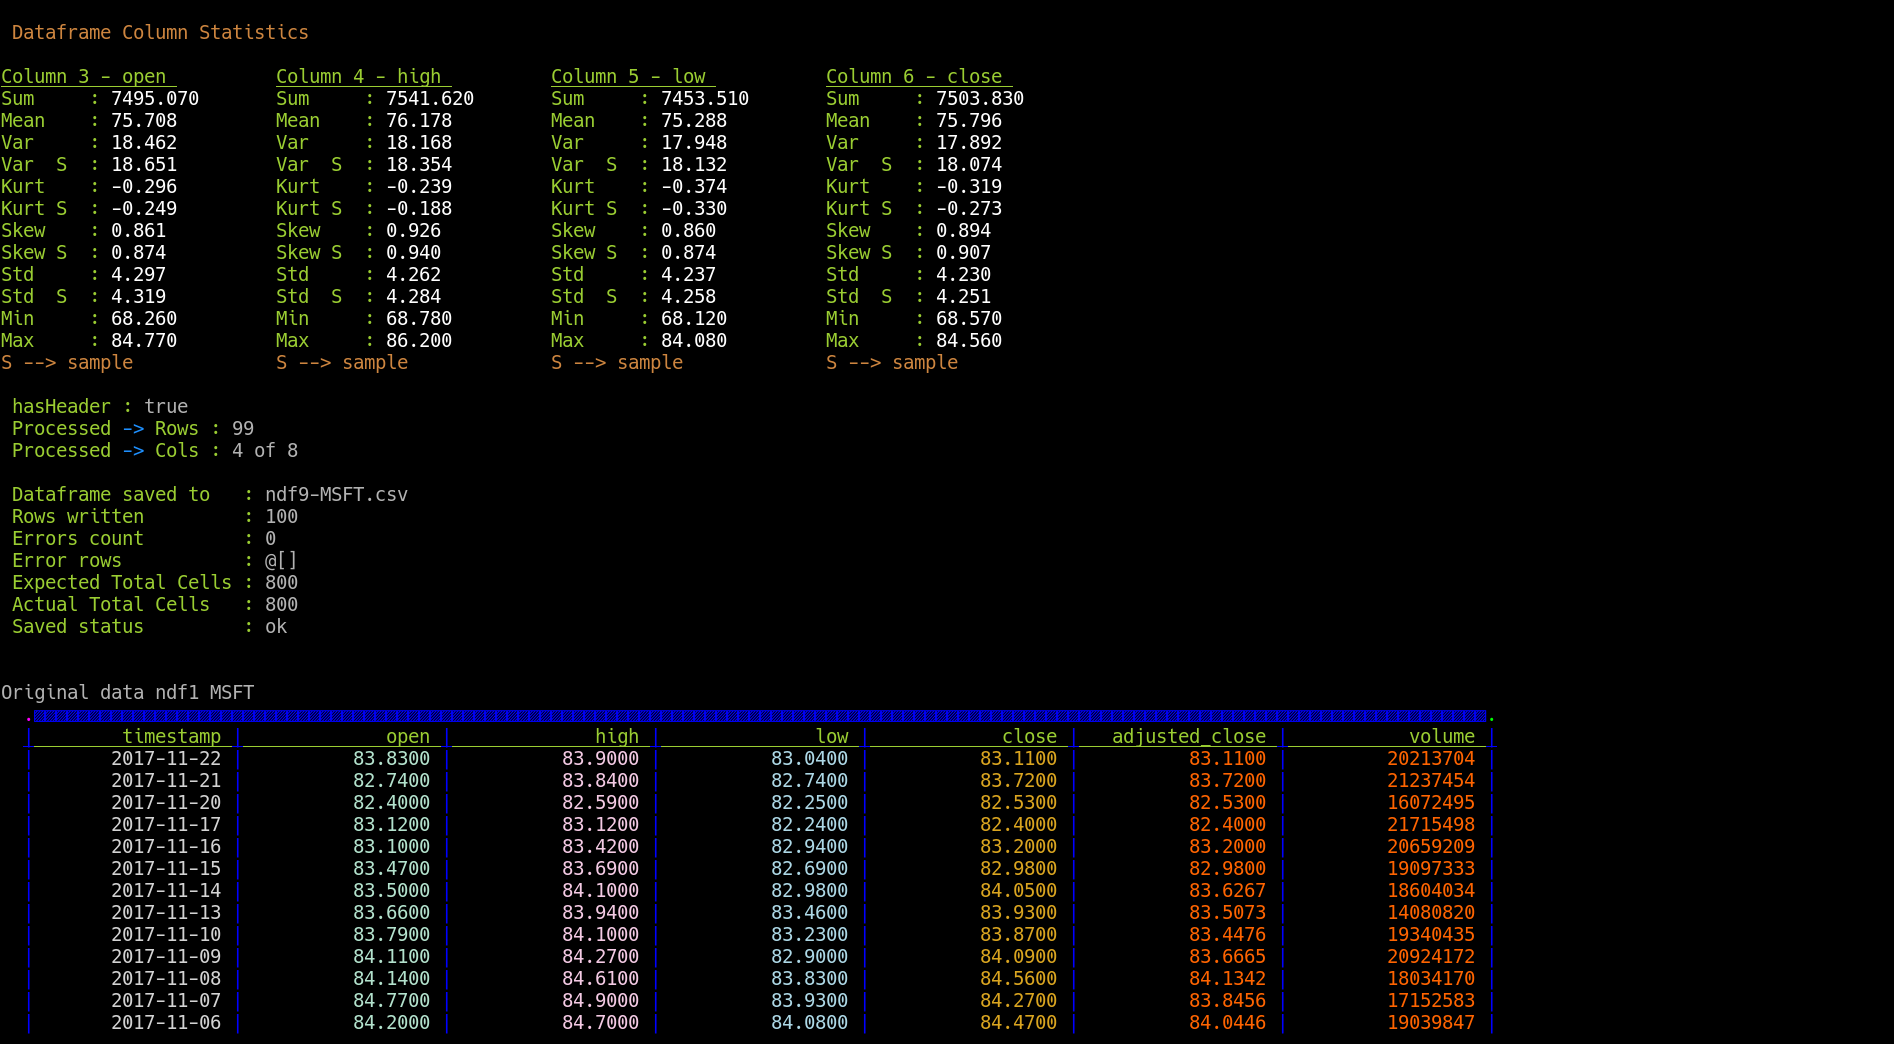 Dataframe Column Statistics
Column 3 - open Column 4 - high Column 5 - low Column 6 - close
Sum : 7495.070 Sum : 7541.620 Sum : 7453.510 Sum : 7503.830
Mean : 75.708 Mean : 76.178 Mean : 75.288 Mean : 75.796
Var : 18.462 Var : 18.168 Var : 17.948 Var : 17.892
Var S : 18.651 Var S : 18.354 Var S : 18.132 Var S : 18.074
Kurt : -0.296 Kurt : -0.239 Kurt : -0.374 Kurt : -0.319
Kurt S : -0.249 Kurt S : -0.188 Kurt S : -0.330 Kurt S : -0.273
Skew : 0.861 Skew : 0.926 Skew : 0.860 Skew : 0.894
Skew S : 0.874 Skew S : 0.940 Skew S : 0.874 Skew S : 0.907
Std : 4.297 Std : 4.262 Std : 4.237 Std : 4.230
Std S : 4.319 Std S : 4.284 Std S : 4.258 Std S : 4.251
Min : 68.260 Min : 68.780 Min : 68.120 Min : 68.570
Max : 84.770 Max : 86.200 Max : 84.080 Max : 84.560
S --> sample S --> sample S --> sample S --> sample
hasHeader : true
Processed -> Rows : 99
Processed -> Cols : 4 of 8
Dataframe saved to : ndf9-MSFT.csv
Rows written : 100
Errors count : 0
Error rows : @[]
Expected Total Cells : 800
Actual Total Cells : 800
Saved status : ok
Original data ndf1 MSFT
timestamp | open | high | low | close | adjusted_close | volume
2017-11-22 | 83.8300 | 83.9000 | 83.0400 | 83.1100 | 83.1100 | 20213704
2017-11-21 | 82.7400 | 83.8400 | 82.7400 | 83.7200 | 83.7200 | 21237454
2017-11-20 | 82.4000 | 82.5900 | 82.2500 | 82.5300 | 82.5300 | 16072495
2017-11-17 | 83.1200 | 83.1200 | 82.2400 | 82.4000 | 82.4000 | 21715498
2017-11-16 | 83.1000 | 83.4200 | 82.9400 | 83.2000 | 83.2000 | 20659209
2017-11-15 | 83.4700 | 83.6900 | 82.6900 | 82.9800 | 82.9800 | 19097333
2017-11-14 | 83.5000 | 84.1000 | 82.9800 | 84.0500 | 83.6267 | 18604034
2017-11-13 | 83.6600 | 83.9400 | 83.4600 | 83.9300 | 83.5073 | 14080820
2017-11-10 | 83.7900 | 84.1000 | 83.2300 | 83.8700 | 83.4476 | 19340435
2017-11-09 | 84.1100 | 84.2700 | 82.9000 | 84.0900 | 83.6665 | 20924172
2017-11-08 | 84.1400 | 84.6100 | 83.8300 | 84.5600 | 84.1342 | 18034170
2017-11-07 | 84.7700 | 84.9000 | 83.9300 | 84.2700 | 83.8456 | 17152583
2017-11-06 | 84.2000 | 84.7000 | 84.0800 | 84.4700 | 84.0446 | 19039847